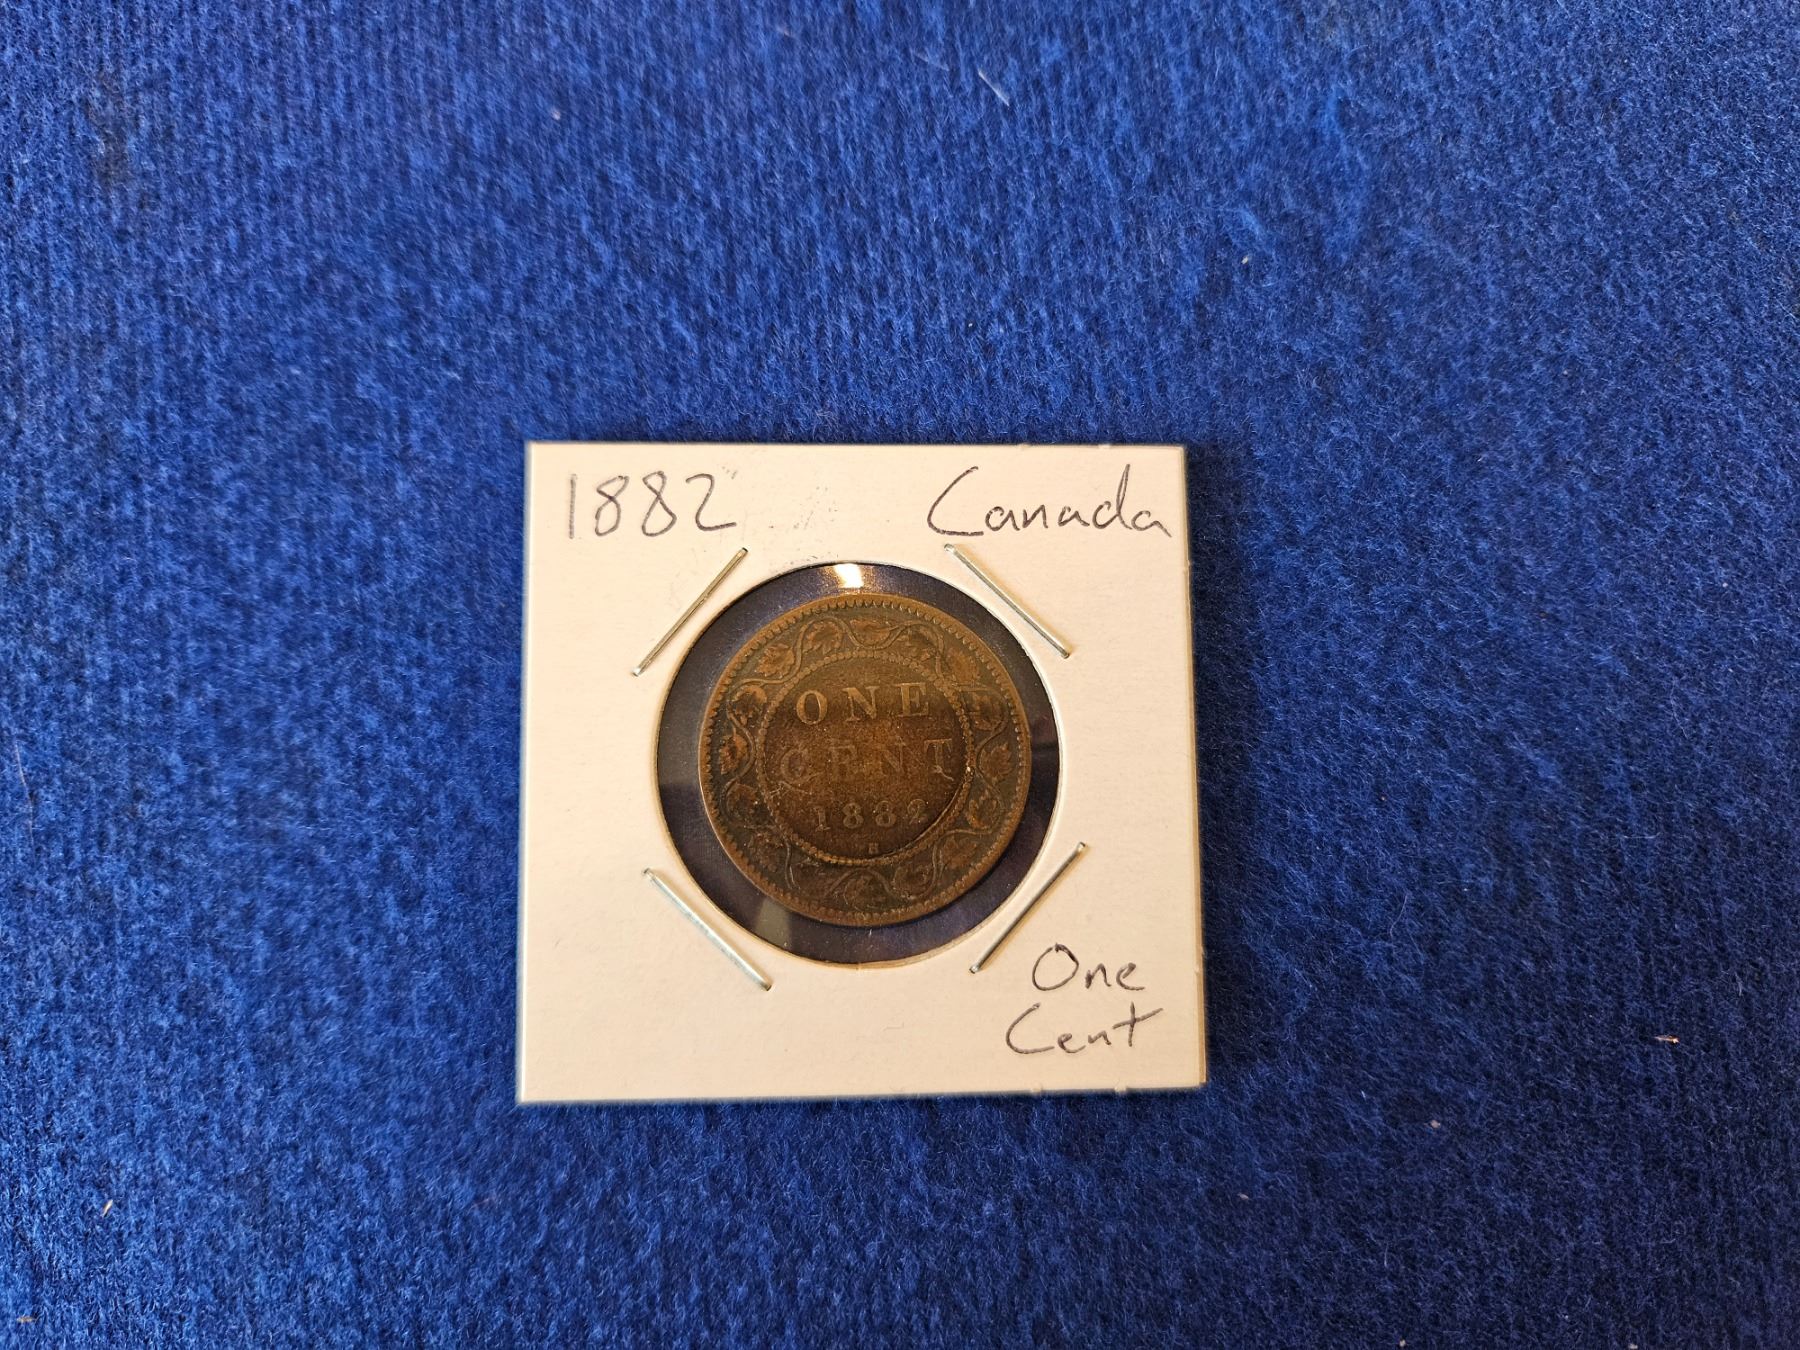 1882 Canada
ONE
CENT
1882
H
One
Cent